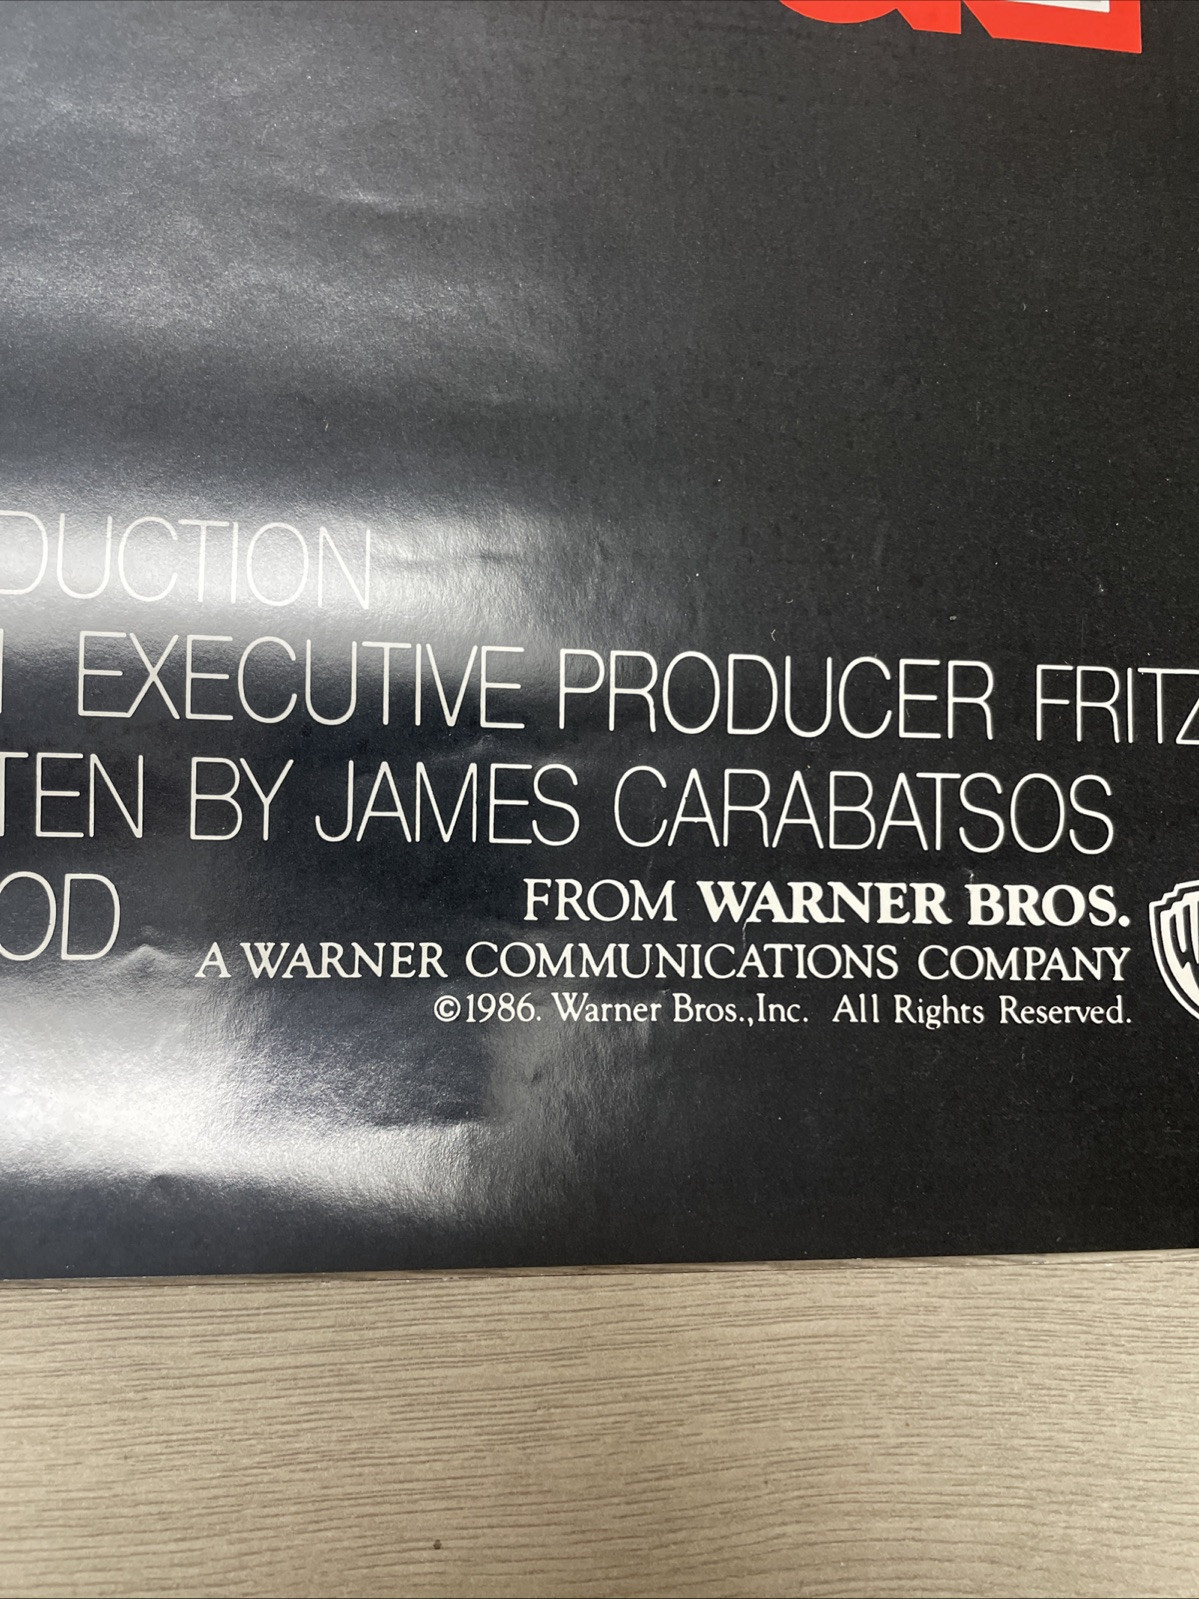 DUCTION
EXECUTIVE PRODUCER FRITZ
TEN BY JAMES CARABATSOS
OD
FROM WARNER BROS.
A WARNER COMMUNICATIONS COMPANY
©1986. Warner Bros.,Inc. All Rights Reserved.